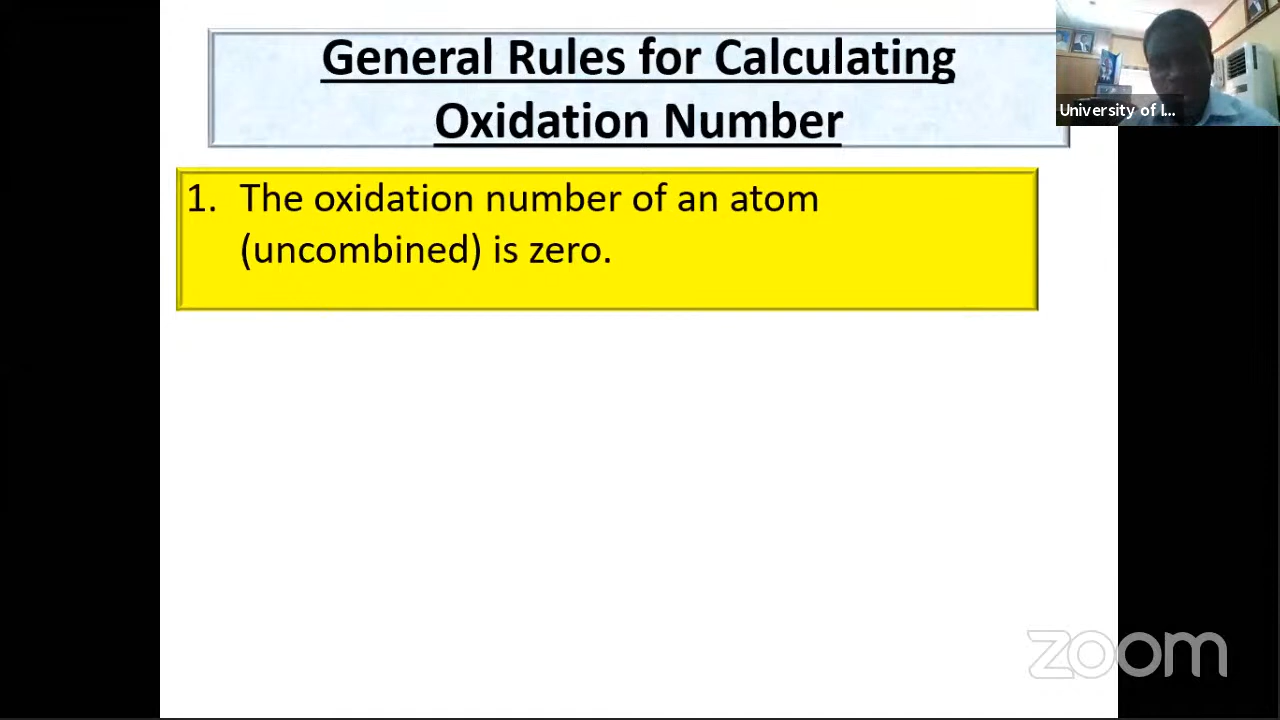 General Rules for Calculating
Oxidation Number
University of I...
1. The oxidation number of an atom
(uncombined) is zero.
zoom